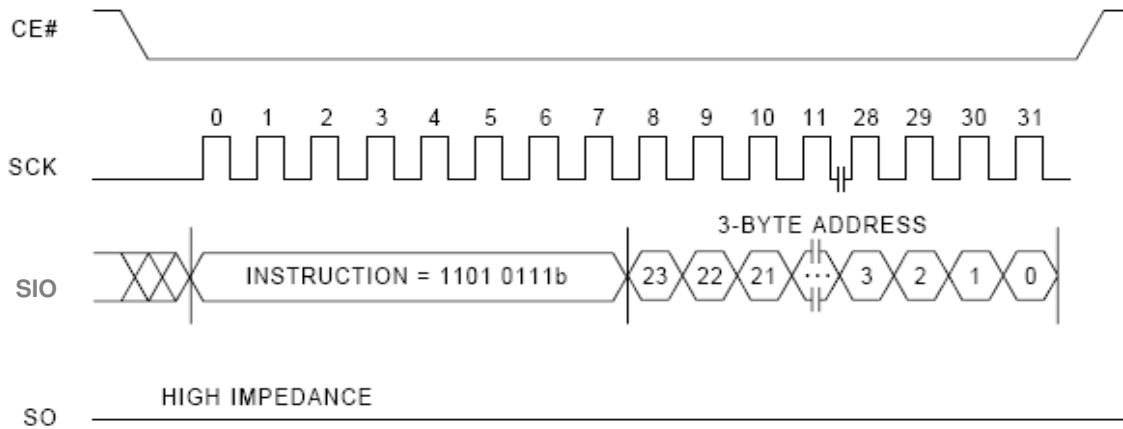 CE#
0 1 2 3 4 5 6 7 8 9 10 11 28 29 30 31
SCK
3-BYTE ADDRESS
SIO INSTRUCTION = 1101 0111b 23 22 21 ... 3 2 1 0
HIGH IMPEDANCE
SO